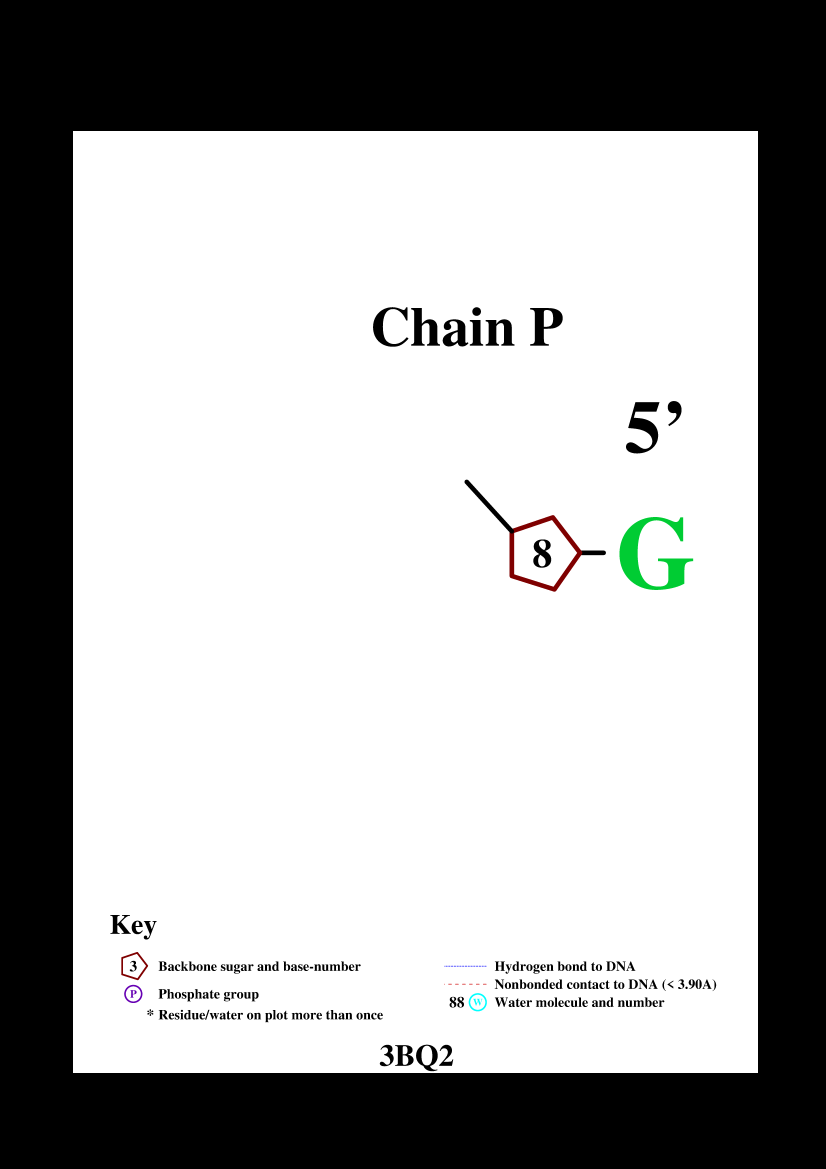 Chain P
5’
8
G
Key
3 Backbone sugar and base-number
P Phosphate group
* Residue/water on plot more than once
Hydrogen bond to DNA
Nonbonded contact to DNA (< 3.90A)
88 W Water molecule and number
3BQ2